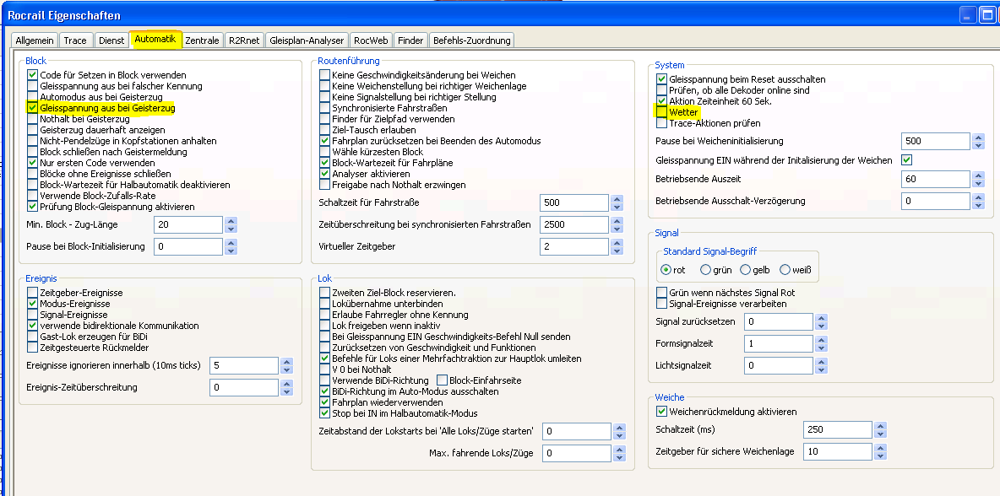 Rocrail Eigenschaften
Allgemein Trace Dienst Automatik Zentrale R2Rnet Gleisplan-Analyser RocWeb Finder Befehls-Zuordnung
Block
Code für Setzen in Block verwenden
Gleisspannung aus bei falscher Kennung
Automodus aus bei Geisterzug
Gleisspannung aus bei Geisterzug
Nothalt bei Geisterzug
Geisterzug dauerhaft anzeigen
Nicht-Pendelzüge in Kopfstationen anhalten
Block schließen nach Geistermeldung
Nur ersten Code verwenden
Blöcke ohne Ereignisse schließen
Block-Wartezeit für Halbautomatik deaktivieren
Verwende Block-Zufalls-Rate
Prüfung Block-Gleispannung aktivieren
Min. Block - Zug-Länge 20
Pause bei Block-Initialisierung 0
Ereignis
Zeitgeber-Ereignisse
Modus-Ereignisse
Signal-Ereignisse
verwende bidirektionale Kommunikation
Gast-Lok erzeugen für BiDi
Zeitgesteuerte Rückmelder
Ereignisse ignorieren innerhalb (10ms ticks) 5
Ereignis-Zeitüberschreitung 0
Routenführung
Keine Geschwindigkeitsänderung bei Weichen
Keine Weichenstellung bei richtiger Weichenlage
Keine Signalstellung bei richtiger Stellung
Synchronisierte Fahrstraßen
Finder für Zielpfad verwenden
Ziel-Tausch erlauben
Fahrplan zurücksetzen bei Beenden des Automodus
Wähle kürzesten Block
Block-Wartezeit für Fahrpläne
Analyser aktivieren
Freigabe nach Nothalt erzwingen
Schaltzeit für Fahrstraße 500
Zeitüberschreitung bei synchronisierten Fahrstraßen 2500
Virtueller Zeitgeber 2
Lok
Zweiten Ziel-Block reservieren.
Lokübernahme unterbinden
Erlaube Fahrregler ohne Kennung
Lok freigeben wenn inaktiv
Bei Gleisspannung EIN Geschwindigkeits-Befehl Null senden
Zurücksetzen von Geschwindigkeit und Funktionen
Befehle für Loks einer Mehrfachtraktion zur Hauptlok umleiten
V 0 bei Nothalt
Verwende BiDi-Richtung Block-Einfahrseite
BiDi-Richtung im Auto-Modus ausschalten
Fahrplan wiederverwenden
Stop bei IN im Halbautomatik-Modus
Zeitabstand der Lokstarts bei 'Alle Loks/Züge starten' 0
Max. fahrende Loks/Züge 0
System
Gleisspannung beim Reset ausschalten
Prüfen, ob alle Dekoder online sind
Aktion Zeiteinheit 60 Sek.
Wetter
Trace-Aktionen prüfen
Pause bei Weicheninitialisierung 500
Gleisspannung EIN während der Initalisierung der Weichen
Betriebsende Auszeit 60
Betriebsende Ausschalt-Verzögerung 0
Signal
Standard Signal-Begriff
rot grün gelb weiß
Grün wenn nächstes Signal Rot
Signal-Ereignisse verarbeiten
Signal zurücksetzen 0
Formsignalzeit 1
Lichtsignalzeit 0
Weiche
Weichenrückmeldung aktivieren
Schaltzeit (ms) 250
Zeitgeber für sichere Weichenlage 10